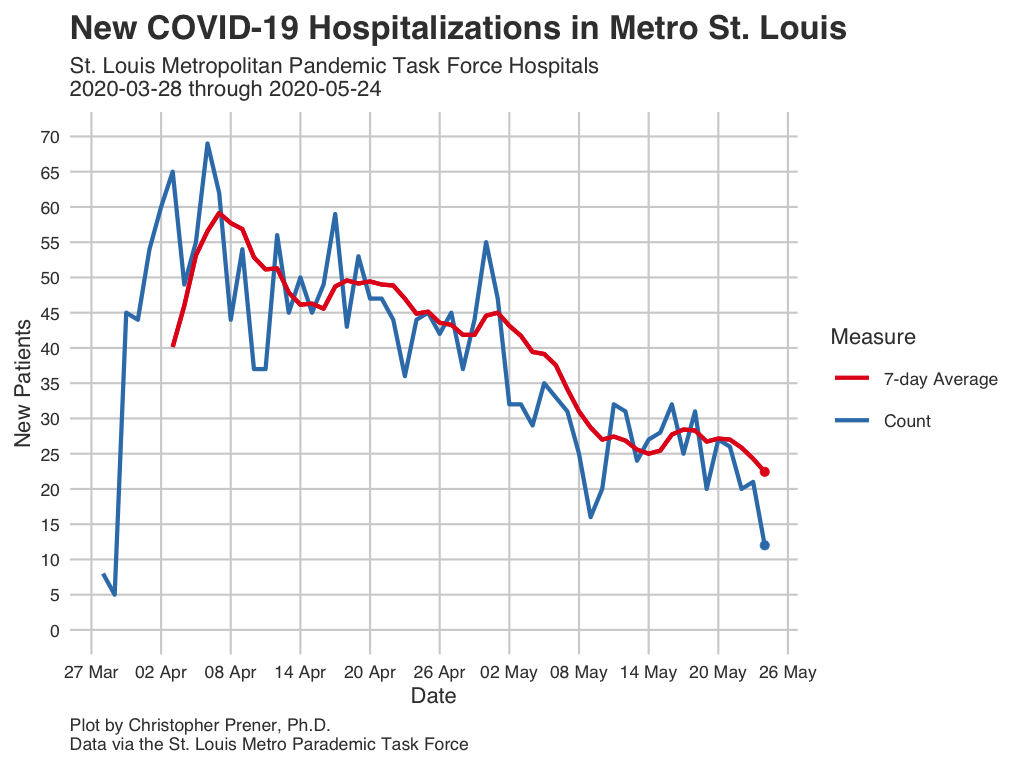 New COVID-19 Hospitalizations in Metro St. Louis
St. Louis Metropolitan Pandemic Task Force Hospitals
2020-03-28 through 2020-05-24
New Patients
70
65
60
55
50
45
40
35
30
25
20
15
10
5
0
27 Mar 02 Apr 08 Apr 14 Apr 20 Apr 26 Apr 02 May 08 May 14 May 20 May 26 May
Date
Measure
7-day Average
Count
Plot by Christopher Prener, Ph.D.
Data via the St. Louis Metro Parademic Task Force